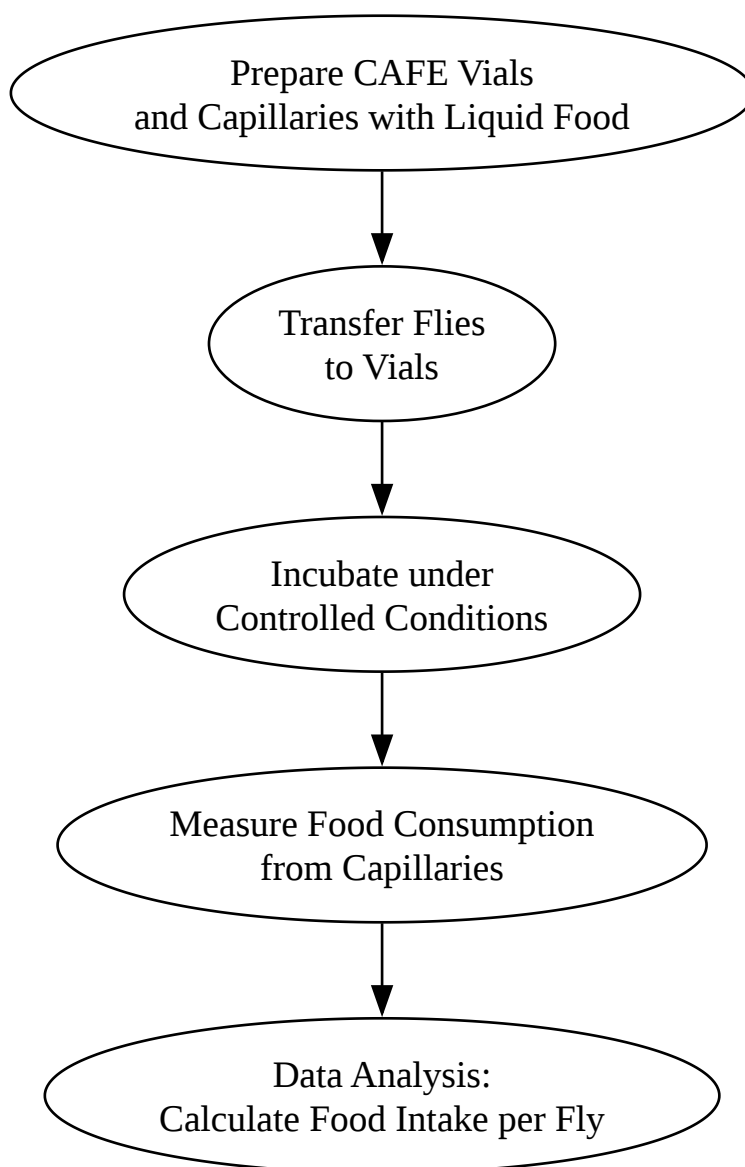 Prepare CAFE Vials
and Capillaries with Liquid Food
Transfer Flies
to Vials
Incubate under
Controlled Conditions
Measure Food Consumption
from Capillaries
Data Analysis:
Calculate Food Intake per Fly